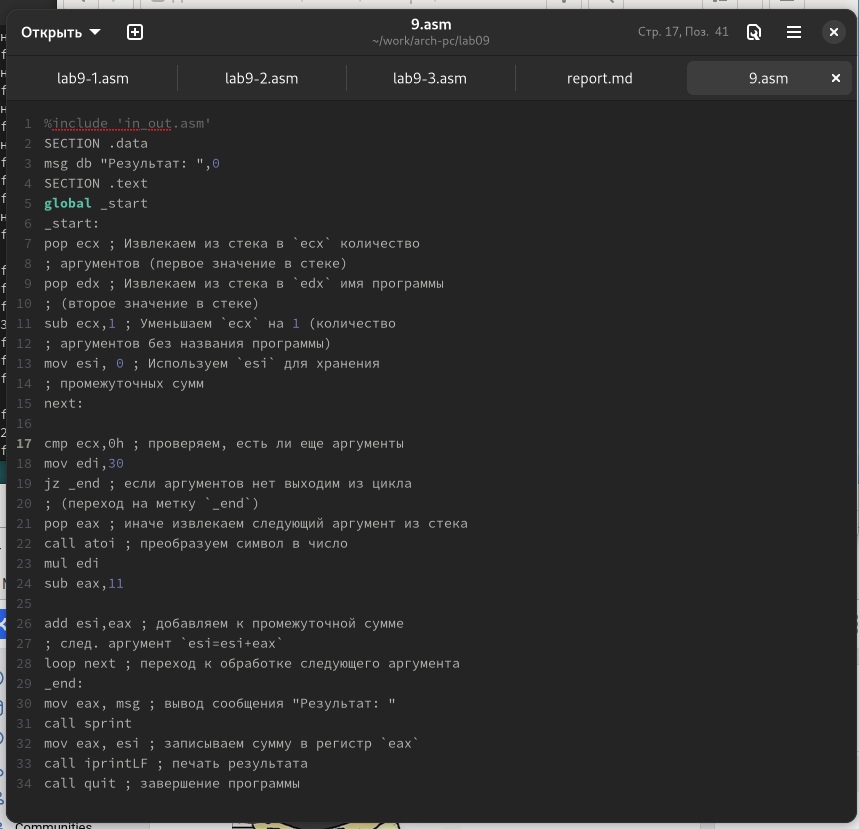 Открыть
9.asm
~/work/arch-pc/lab09
Стр. 17, Поз. 41
lab9-1.asm
lab9-2.asm
lab9-3.asm
report.md
9.asm
1 %include 'in_out.asm'
2 SECTION .data
3 msg db "Результат: ",0
4 SECTION .text
5 global _start
6 _start:
7 pop ecx ; Извлекаем из стека в `ecx` количество
8 ; аргументов (первое значение в стеке)
9 pop edx ; Извлекаем из стека в `edx` имя программы
10 ; (второе значение в стеке)
11 sub ecx,1 ; Уменьшаем `ecx` на 1 (количество
12 ; аргументов без названия программы)
13 mov esi, 0 ; Используем `esi` для хранения
14 ; промежуточных сумм
15 next:
16
17 cmp ecx,0h ; проверяем, есть ли еще аргументы
18 mov edi,30
19 jz _end ; если аргументов нет выходим из цикла
20 ; (переход на метку `_end`)
21 pop eax ; иначе извлекаем следующий аргумент из стека
22 call atoi ; преобразуем символ в число
23 mul edi
24 sub eax,11
25
26 add esi,eax ; добавляем к промежуточной сумме
27 ; след. аргумент `esi=esi+eax`
28 loop next ; переход к обработке следующего аргумента
29 _end:
30 mov eax, msg ; вывод сообщения "Результат: "
31 call sprint
32 mov eax, esi ; записываем сумму в регистр `eax`
33 call iprintLF ; печать результата
34 call quit ; завершение программы
Communities